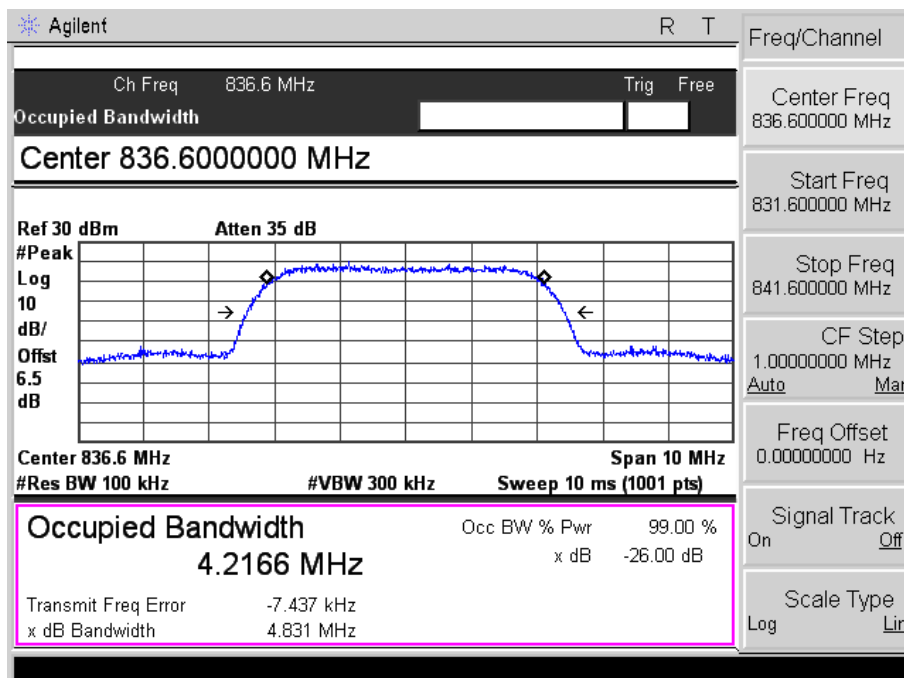 Agilent R T
Ch Freq 836.6 MHz Trig Free
Occupied Bandwidth
Center 836.6000000 MHz
Ref 30 dBm Atten 35 dB
#Peak
Log
10
dB/
Offst
6.5
dB
Center 836.6 MHz Span 10 MHz
#Res BW 100 kHz #VBW 300 kHz Sweep 10 ms (1001 pts)
Occupied Bandwidth
4.2166 MHz
Occ BW % Pwr 99.00 %
x dB -26.00 dB
Transmit Freq Error -7.437 kHz
x dB Bandwidth 4.831 MHz
Freq/Channel
Center Freq
836.600000 MHz
Start Freq
831.600000 MHz
Stop Freq
841.600000 MHz
CF Step
1.00000000 MHz
Auto Mar
Freq Offset
0.00000000 Hz
Signal Track
On Off
Scale Type
Log Lin